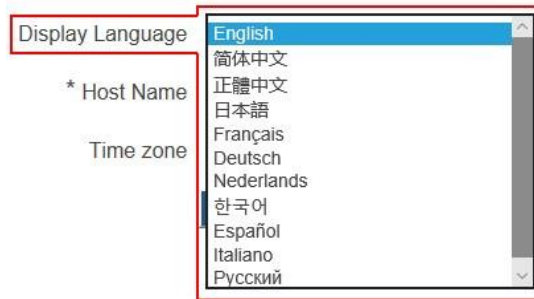 Display Language
English
简体中文
正體中文
日本語
Français
Deutsch
Nederlands
한국어
Español
Italiano
Русский
* Host Name
Time zone